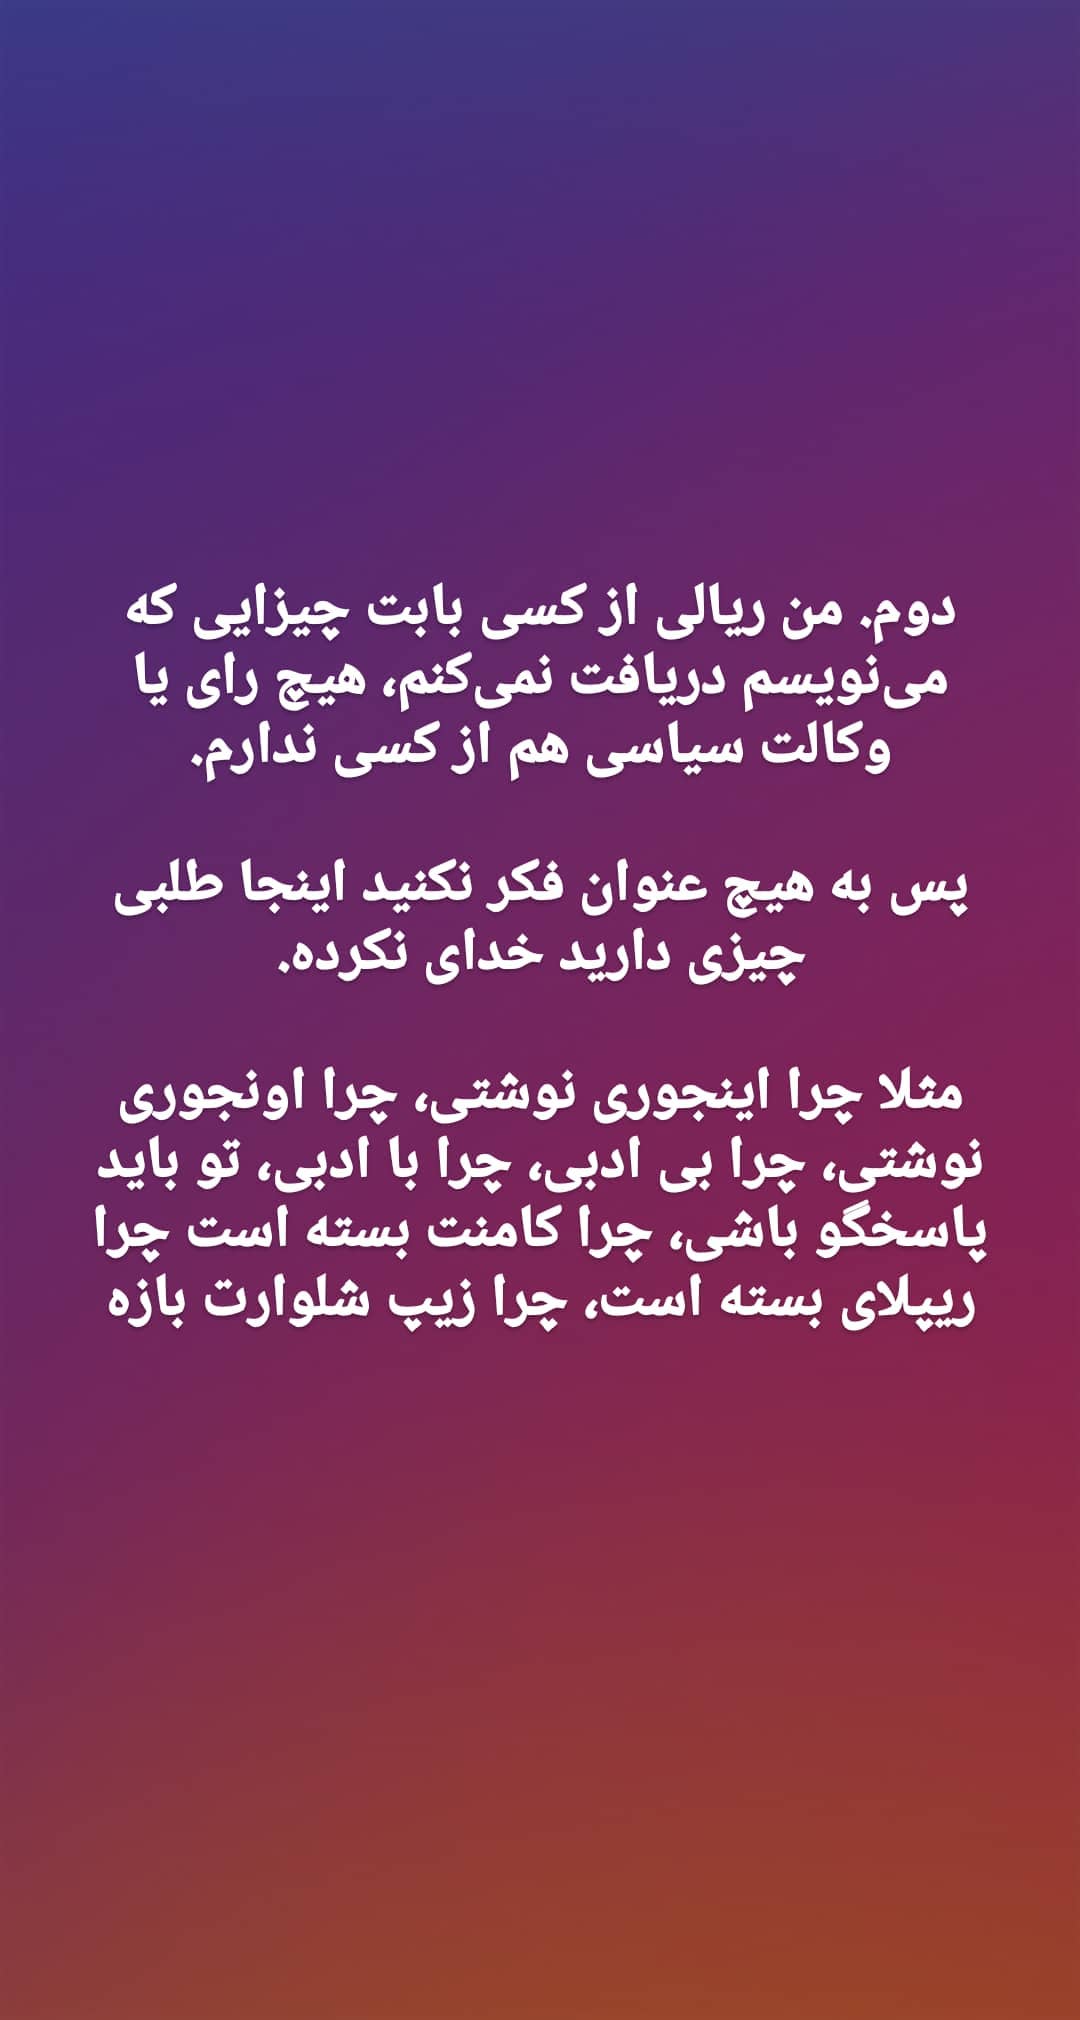 دوم. من ریالی از کسی بابت چیزایی که
می‌نویسم دریافت نمی‌کنم، هیچ رای یا
وکالت سیاسی هم از کسی ندارم.
پس به هیچ عنوان فکر نکنید اینجا طلبی
چیزی دارید خدای نکرده.
مثلا چرا اینجوری نوشتی، چرا اونجوری
نوشتی، چرا بی ادبی، چرا با ادبی، تو باید
پاسخگو باشی، چرا کامنت بسته است چرا
ریپلای بسته است، چرا زیپ شلوارت بازه